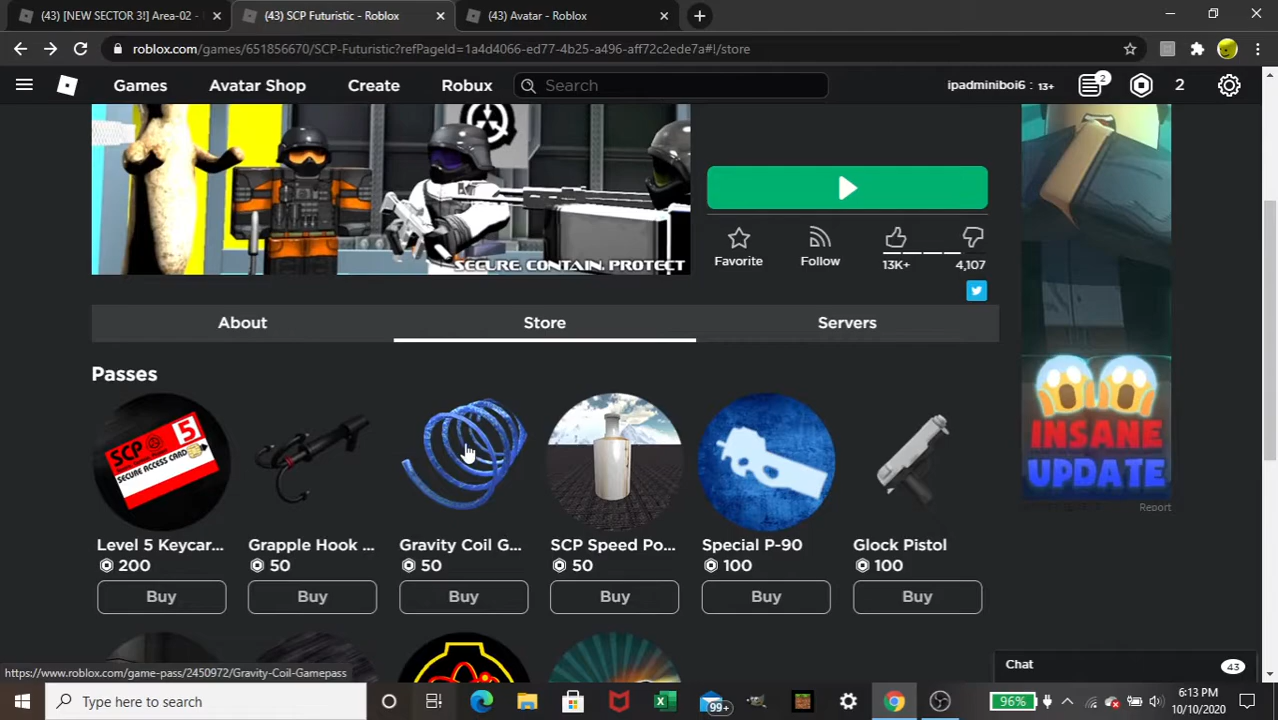 (43) [NEW SECTOR 3!] Area-02 -
(43) SCP Futuristic - Roblox
(43) Avatar - Roblox
roblox.com/games/651856670/SCP-Futuristic?refPageId=1a4d4066-ed77-4b25-a496-aff72c2ede7a#!/store
Games
Avatar Shop
Create
Robux
Search
ipadminiboi6 : 13+
2
2
SECURE. CONTAIN. PROTECT
Favorite
Follow
13K+
4,107
About
Store
Servers
Passes
SCP
5
SECURE ACCESS CARD
INSANE
UPDATE
Report
Level 5 Keycar...
Grapple Hook ...
Gravity Coil G...
SCP Speed Po...
Special P-90
Glock Pistol
200
50
50
50
100
100
Buy
Buy
Buy
Buy
Buy
Buy
https://www.roblox.com/game-pass/2450972/Gravity-Coil-Gamepass
Chat
43
Type here to search
99+
96%
6:13 PM
10/10/2020